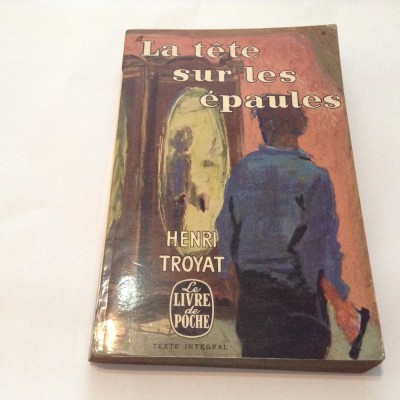 La tête
sur les
épaules
HENRI
TROYAT
Le
LIVRE
de
POCHE
TEXTE INTÉGRAL